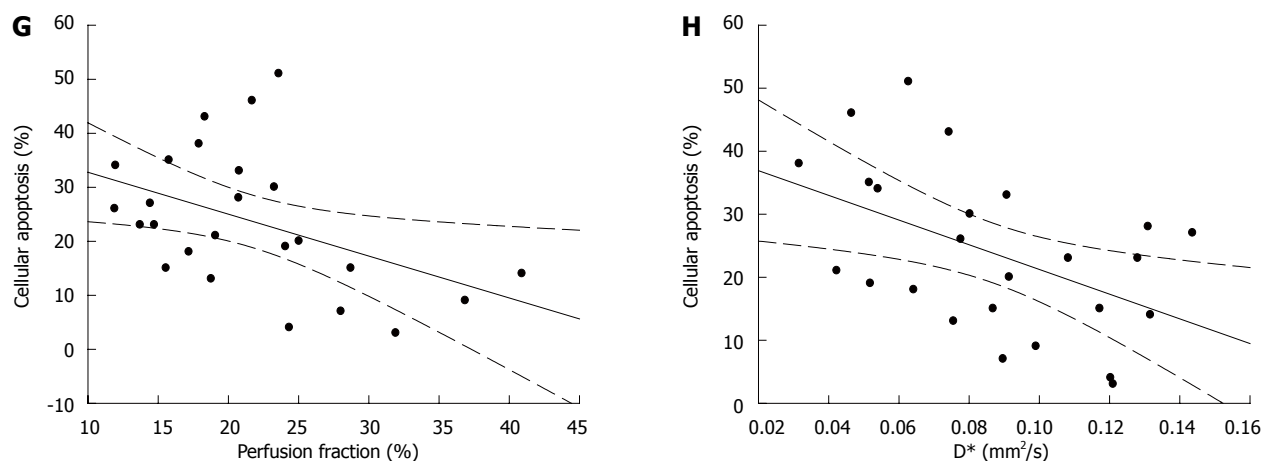 G
60
50
40
30
20
10
0
-10
Cellular apoptosis (%)
10 15 20 25 30 35 40 45
Perfusion fraction (%)
H
60
50
40
30
20
10
0
Cellular apoptosis (%)
0.02 0.04 0.06 0.08 0.10 0.12 0.14 0.16
D* (mm²/s)